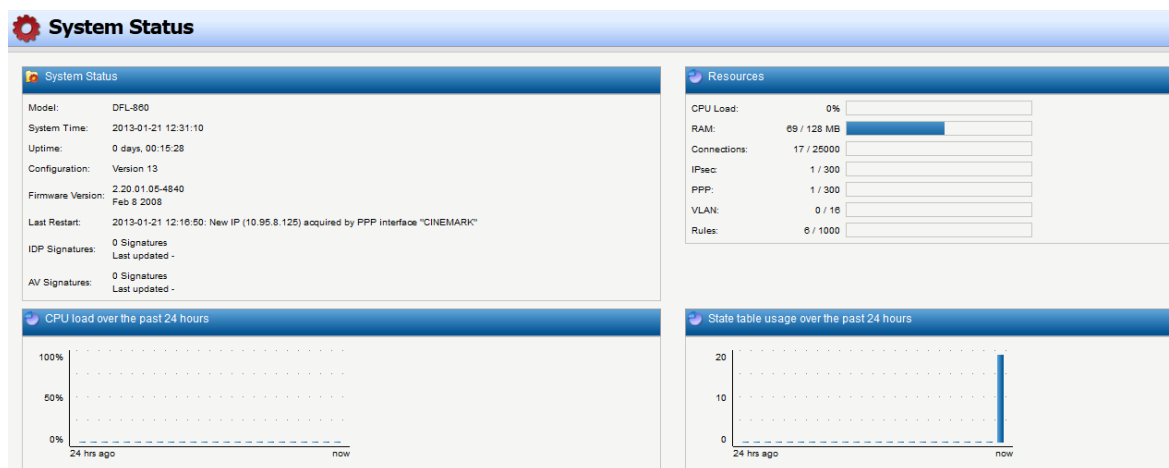 System Status
System Status
Model: DFL-860
System Time: 2013-01-21 12:31:10
Uptime: 0 days, 00:15:28
Configuration: Version 13
Firmware Version: 2.20.01.05-4840
Feb 8 2008
Last Restart: 2013-01-21 12:16:50: New IP (10.95.8.125) acquired by PPP interface "CINEMARK"
IDP Signatures: 0 Signatures
Last updated -
AV Signatures: 0 Signatures
Last updated -
Resources
CPU Load: 0%
RAM: 69 / 128 MB
Connections: 17 / 25000
IPsec: 1 / 300
PPP: 1 / 300
VLAN: 0 / 16
Rules: 6 / 1000
CPU load over the past 24 hours
100%
50%
0%
24 hrs ago now
State table usage over the past 24 hours
20
10
0
24 hrs ago now